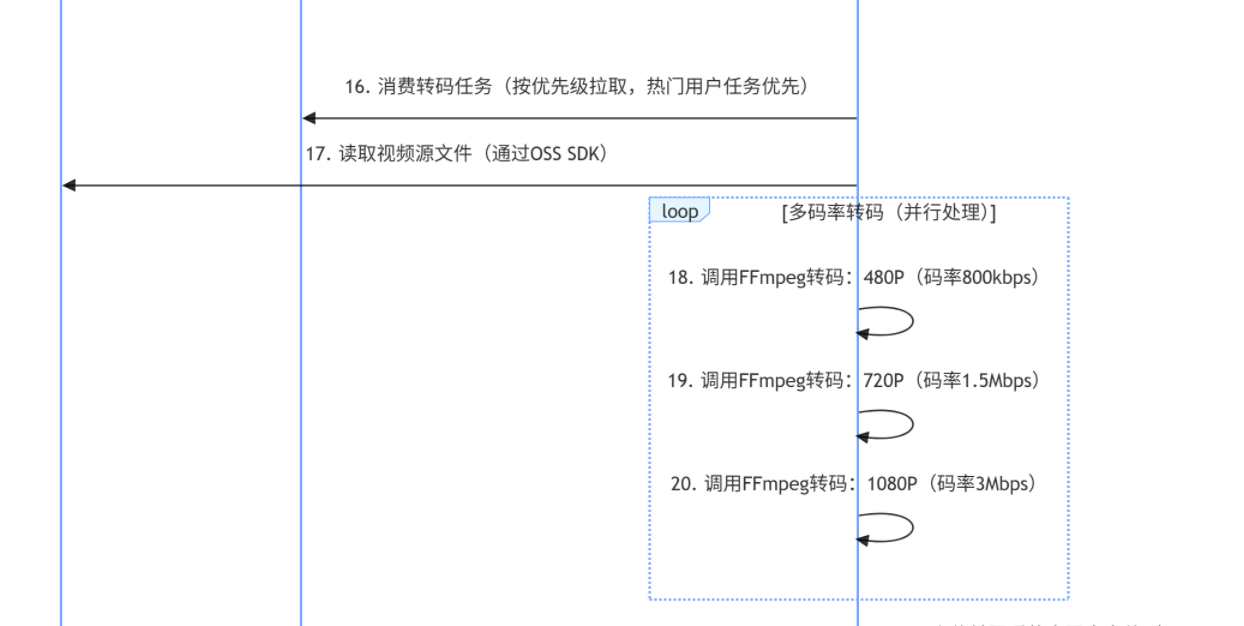 16. 消费转码任务（按优先级拉取，热门用户任务优先）
17. 读取视频源文件（通过OSS SDK）
loop [多码率转码（并行处理）]
18. 调用FFmpeg转码：480P（码率800kbps）
19. 调用FFmpeg转码：720P（码率1.5Mbps）
20. 调用FFmpeg转码：1080P（码率3Mbps）